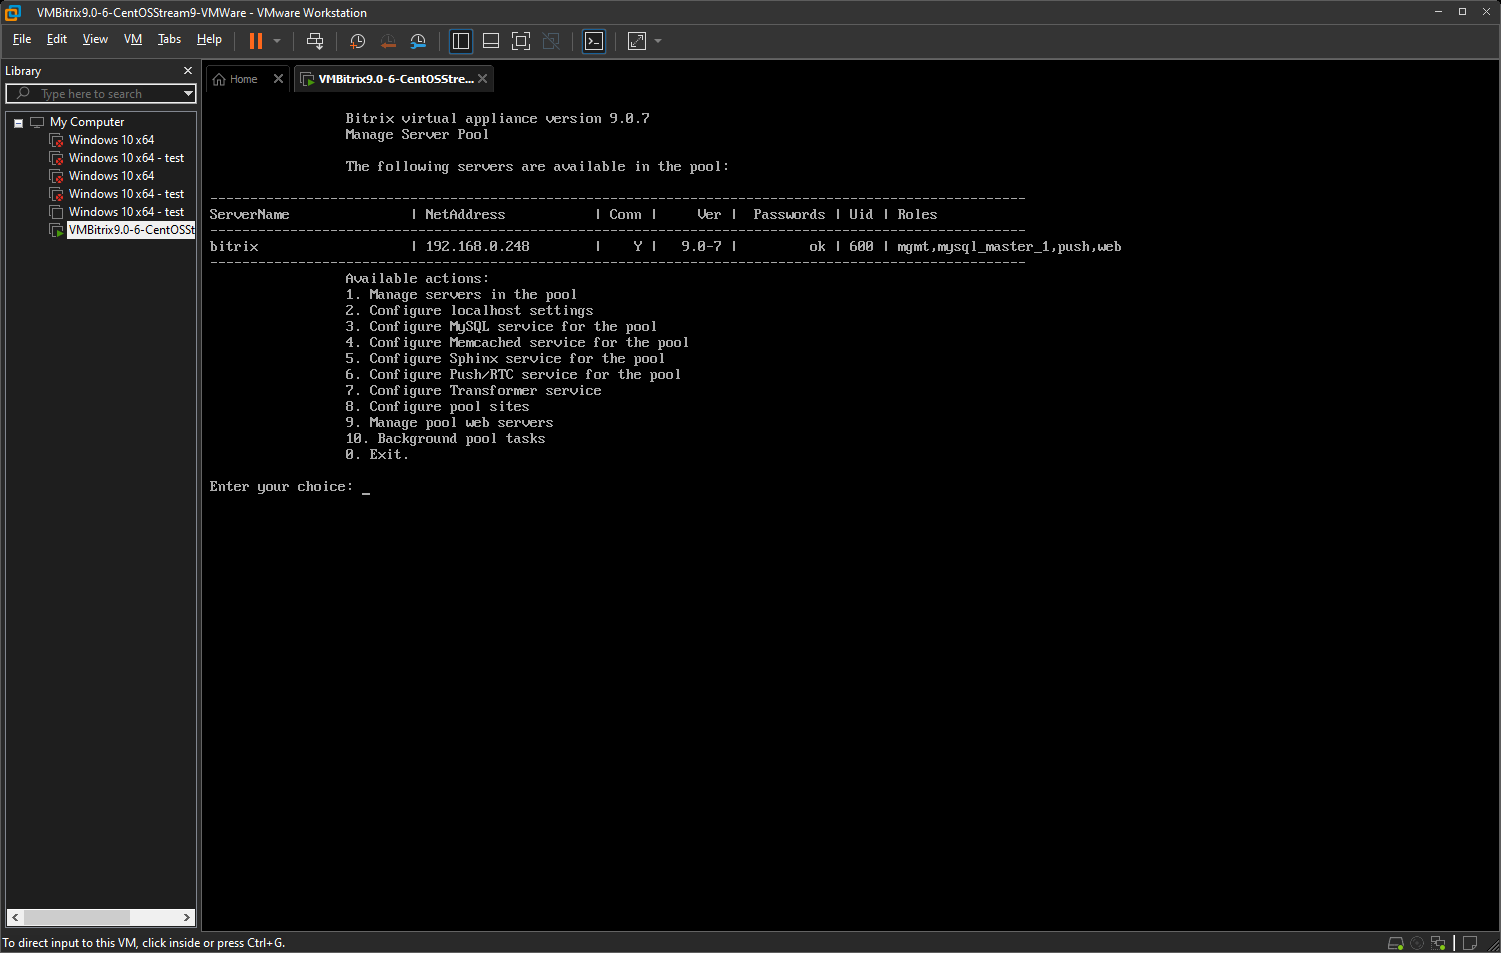 VMBitrix9.0-6-CentOSStream9-VMWare - VMware Workstation
File Edit View VM Tabs Help
Library
Home
VMBitrix9.0-6-CentOSStre...
Type here to search
My Computer
Windows 10 x64
Windows 10 x64 - test
Windows 10 x64
Windows 10 x64 - test
Windows 10 x64 - test
VMBitrix9.0-6-CentOSSt
Bitrix virtual appliance version 9.0.7
Manage Server Pool
The following servers are available in the pool:
------------------------------------------------------------------------------------------------------
ServerName | NetAddress | Conn | Ver | Passwords | Uid | Roles
------------------------------------------------------------------------------------------------------
bitrix | 192.168.0.248 | Y | 9.0-7 | ok | 600 | mgmt,mysql_master_1,push,web
------------------------------------------------------------------------------------------------------
Available actions:
1. Manage servers in the pool
2. Configure localhost settings
3. Configure MySQL service for the pool
4. Configure Memcached service for the pool
5. Configure Sphinx service for the pool
6. Configure Push/RTC service for the pool
7. Configure Transformer service
8. Configure pool sites
9. Manage pool web servers
10. Background pool tasks
0. Exit.
Enter your choice: _
To direct input to this VM, click inside or press Ctrl+G.